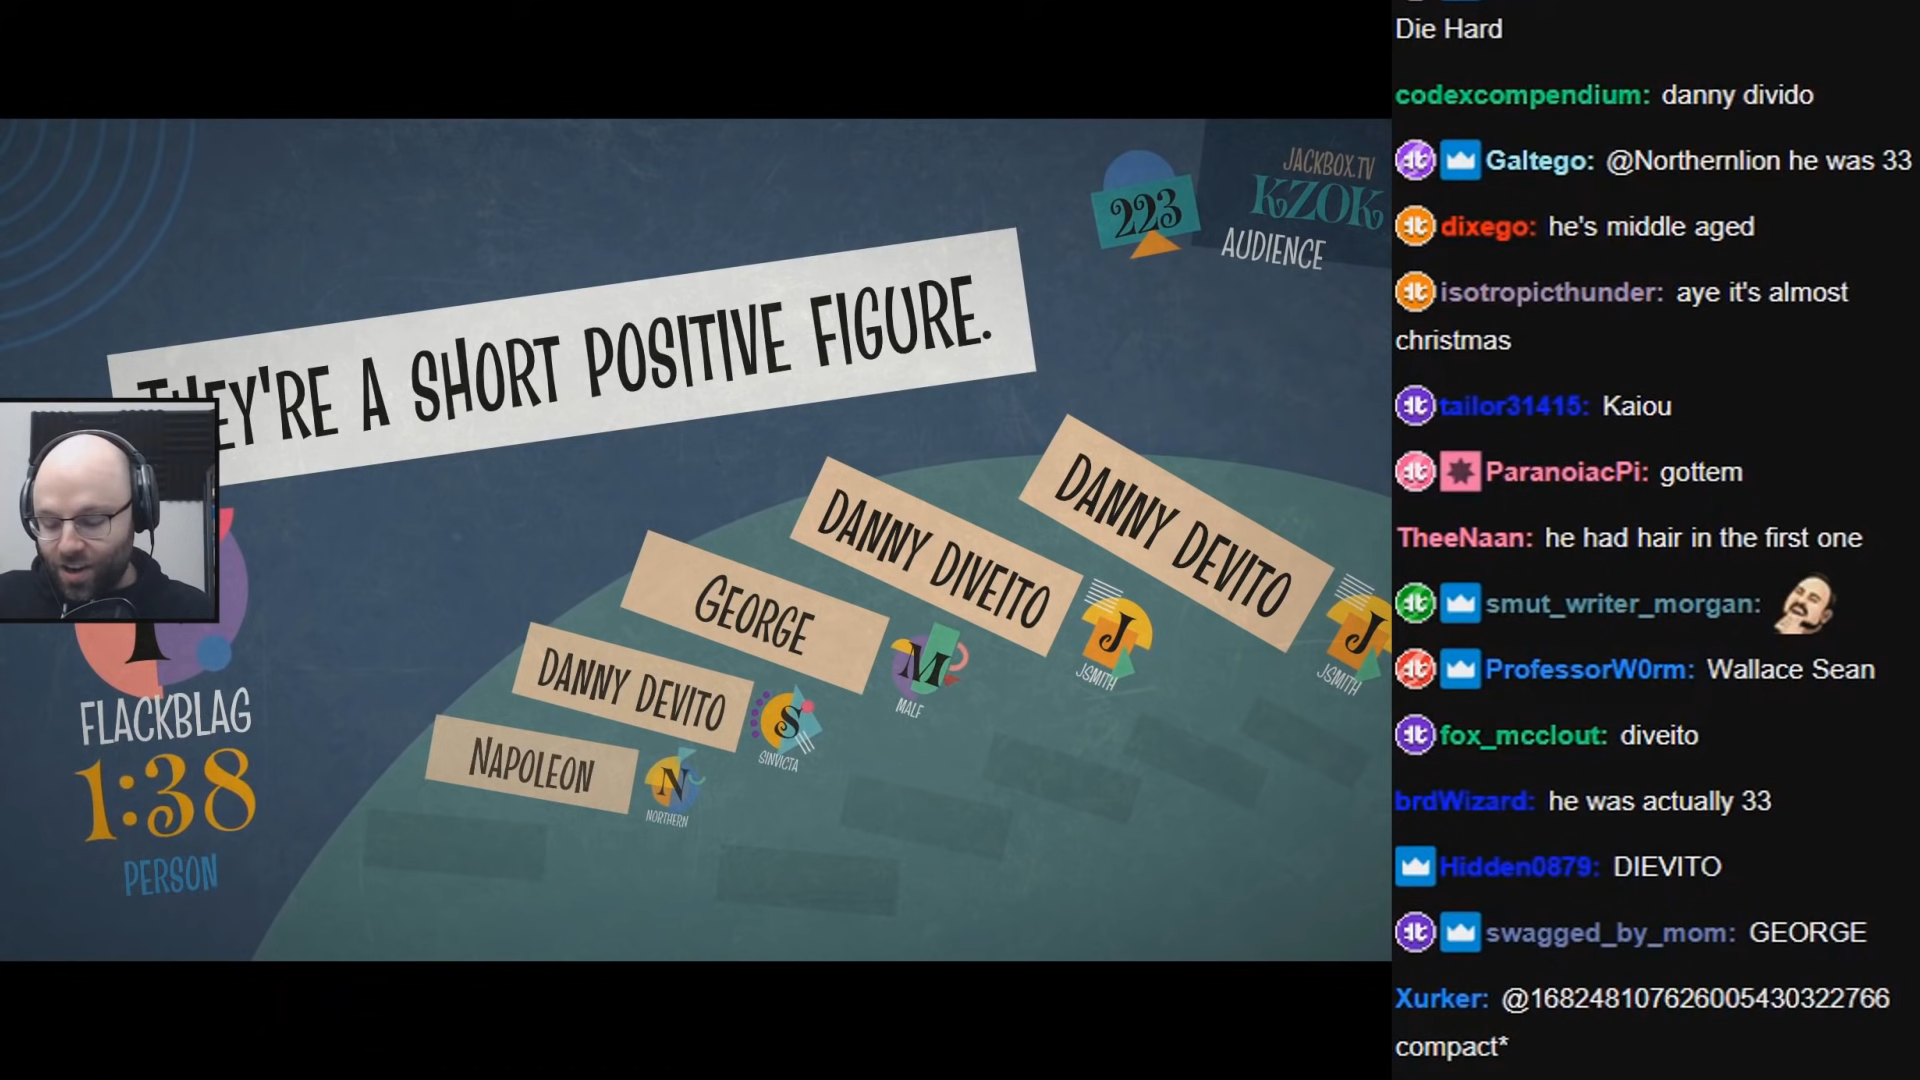 JACKBOX.TV
KZOK
AUDIENCE
223
THEY'RE A SHORT POSITIVE FIGURE.
DANNY DEVITO
JSMITH
DANNY DIVEITO
JSMITH
GEORGE
MALF
DANNY DEVITO
S
SINVICTA
NAPOLEON
N
NORTHERN
J
J
M
FLACKBLAG
1:38
PERSON
Die Hard
codexcompendium: danny divido
Galtego: @Northernlion he was 33
dixego: he's middle aged
isotropicthunder: aye it's almost
christmas
tailor31415: Kaiou
ParanoiacPi: gottem
TheeNaan: he had hair in the first one
smut_writer_morgan:
ProfessorW0rm: Wallace Sean
fox_mcclout: diveito
brdWizard: he was actually 33
Hidden0879: DIEVITO
swagged_by_mom: GEORGE
Xurker: @168248107626005430322766
compact*